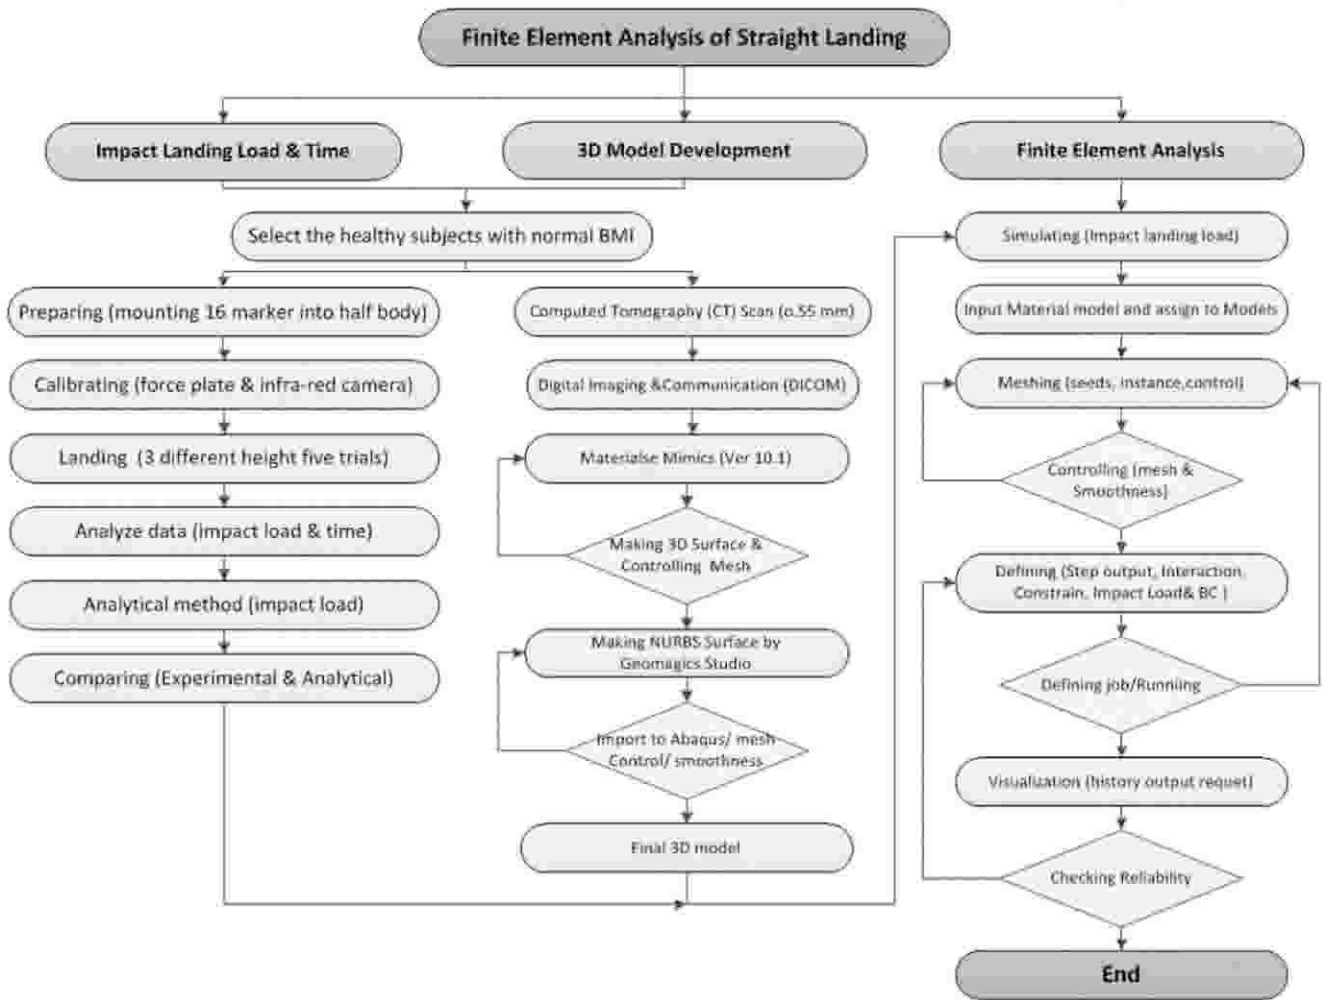 Finite Element Analysis of Straight Landing
Impact Landing Load & Time
3D Model Development
Finite Element Analysis
Select the healthy subjects with normal BMI
Preparing (mounting 16 marker into half body)
Calibrating (force plate & infra-red camera)
Landing (3 different height five trials)
Analyze data (impact load & time)
Analytical method (impact load)
Comparing (Experimental & Analytical)
Computed Tomography (CT) Scan (o.55 mm)
Digital Imaging &Communication (DICOM)
Materialse Mimics (Ver 10.1)
Making 3D Surface &
Controlling Mesh
Making NURBS Surface by
Gnomagics Studio
Import to Abaqus/ mesh
Control/ smoothness
Final 3D model
Simulating (Impact landing load)
Input Material model and assign to Models
Meshing (seeds, instance,control)
Controlling (mesh &
Smoothness)
Defining (Step output, Interaction,
Constrain, Impact Load& BC )
Defining job/Runniing
Visualization (history output requet)
Checking Reliability
End